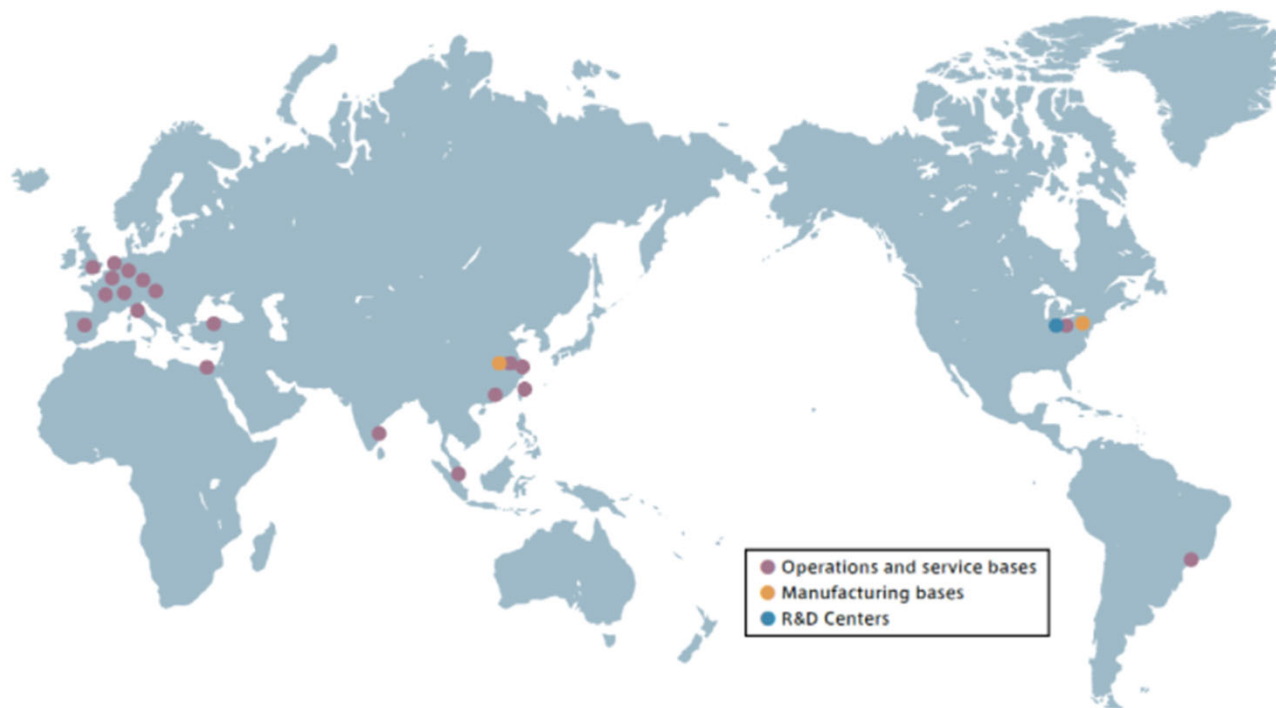 Operations and service bases
Manufacturing bases
R&D Centers